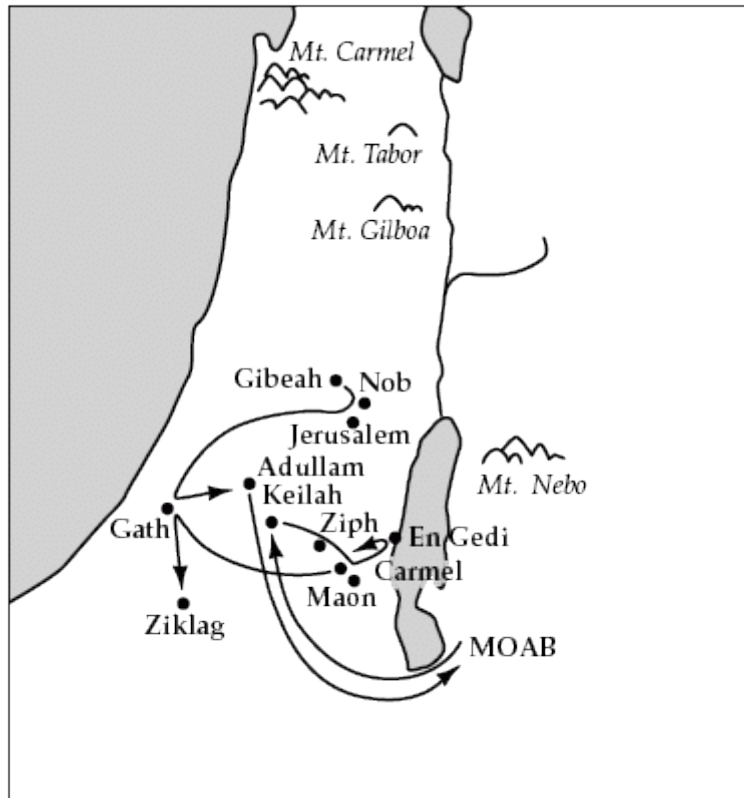 Mt. Carmel
Mt. Tabor
Mt. Gilboa
Gibeah
Nob
Jerusalem
Adullam
Keilah
Mt. Nebo
Gath
Ziph
En Gedi
Carmel
Maon
Ziklag
MOAB